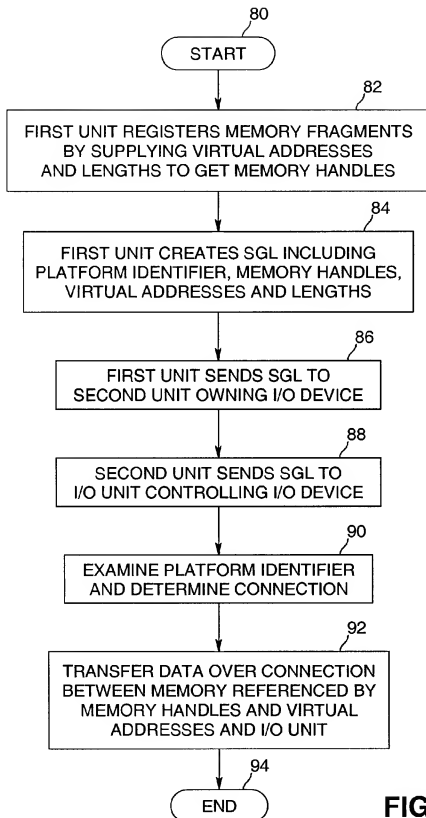 80
START
82
FIRST UNIT REGISTERS MEMORY FRAGMENTS
BY SUPPLYING VIRTUAL ADDRESSES
AND LENGTHS TO GET MEMORY HANDLES
84
FIRST UNIT CREATES SGL INCLUDING
PLATFORM IDENTIFIER, MEMORY HANDLES,
VIRTUAL ADDRESSES AND LENGTHS
86
FIRST UNIT SENDS SGL TO
SECOND UNIT OWNING I/O DEVICE
88
SECOND UNIT SENDS SGL TO
I/O UNIT CONTROLLING I/O DEVICE
90
EXAMINE PLATFORM IDENTIFIER
AND DETERMINE CONNECTION
92
TRANSFER DATA OVER CONNECTION
BETWEEN MEMORY REFERENCED BY
MEMORY HANDLES AND VIRTUAL
ADDRESSES AND I/O UNIT
94
END
FIG